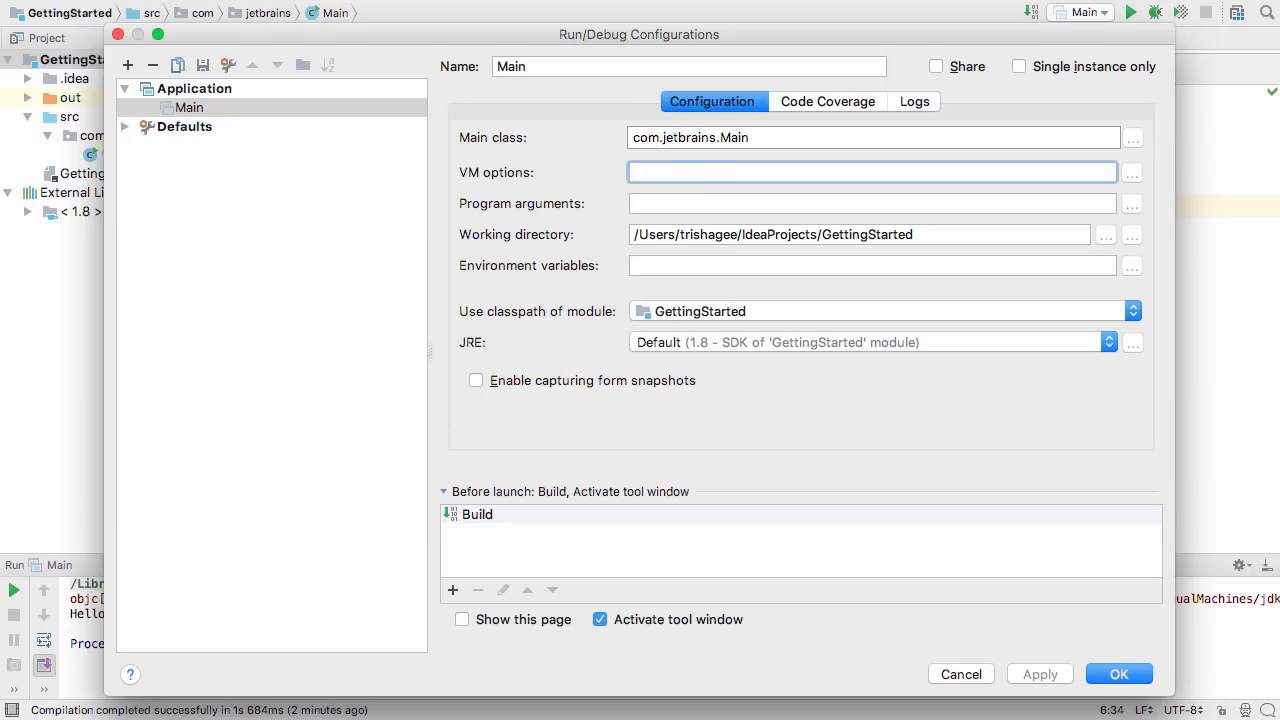 GettingStarted src com jetbrains Main Main
Project
Run/Debug Configurations
GettingSta
.idea
out
src
com
Getting
External Li
< 1.8 >
Application
Main
Defaults
Name: Main Share Single instance only
Configuration Code Coverage Logs
Main class: com.jetbrains.Main ...
VM options: ...
Program arguments: ...
Working directory: /Users/trishagee/IdeaProjects/GettingStarted ... ...
Environment variables: ...
Use classpath of module: GettingStarted
JRE: Default (1.8 - SDK of 'GettingStarted' module) ...
Enable capturing form snapshots
Before launch: Build, Activate tool window
Build
Show this page Activate tool window
? Cancel Apply OK
Run Main
/Libr
objc[ ualMachines/jdk
Hello
Proce
Compilation completed successfully in 1s 684ms (2 minutes ago) 6:34 LF UTF-8